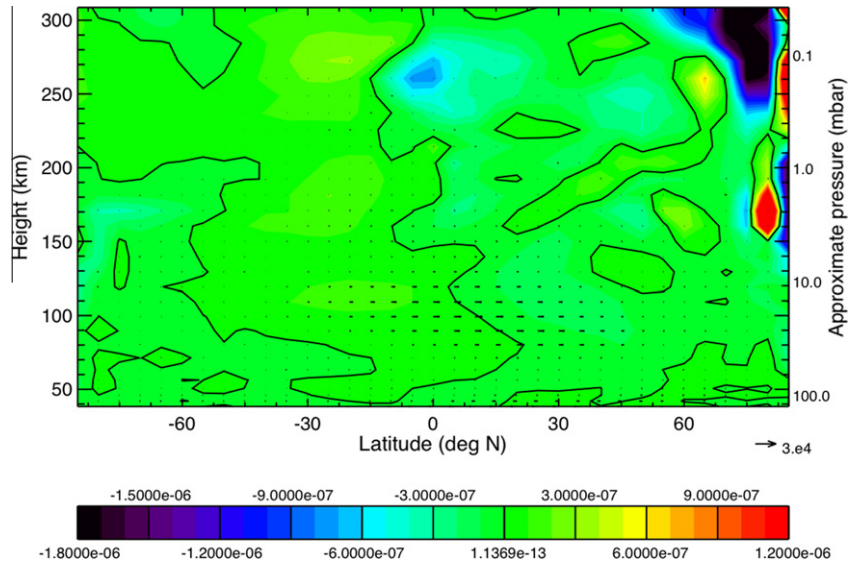 300
250
200
150
100
50
Height (km)
0.1
1.0
10.0
100.0
Approximate pressure (mbar)
-60 -30 0 30 60
Latitude (deg N)
3.e4
-1.5000e-06 -9.0000e-07 -3.0000e-07 3.0000e-07 9.0000e-07
-1.8000e-06 -1.2000e-06 -6.0000e-07 1.1369e-13 6.0000e-07 1.2000e-06